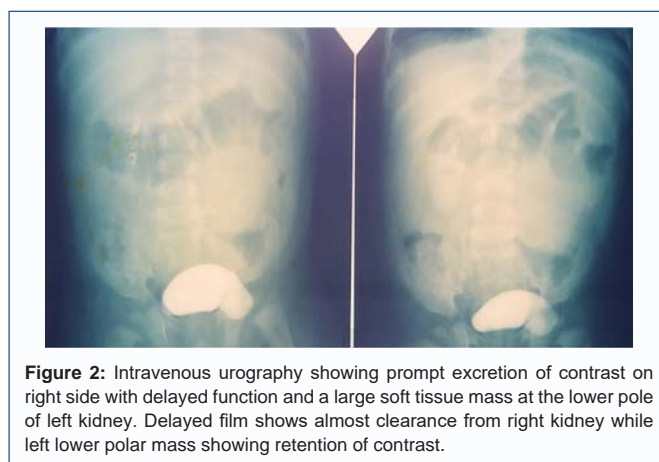 Figure 2: Intravenous urography showing prompt excretion of contrast on
right side with delayed function and a large soft tissue mass at the lower pole
of left kidney. Delayed film shows almost clearance from right kidney while
left lower polar mass showing retention of contrast.